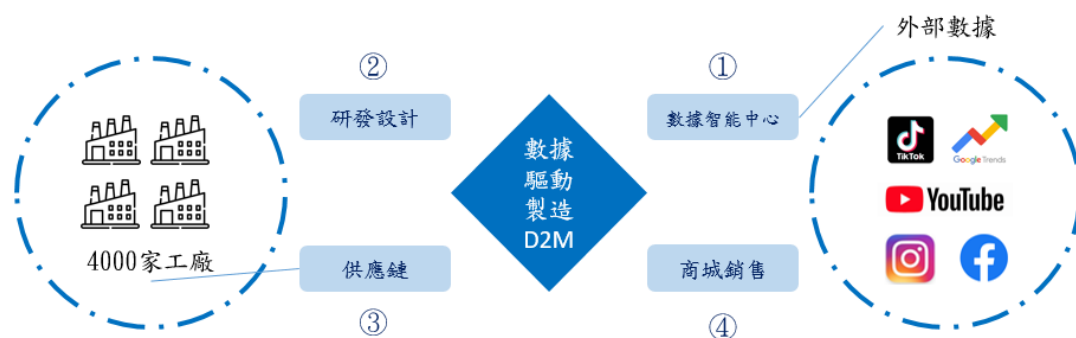 外部數據
②
①
研發設計
數據智能中心
數據
驅動
製造
D2M
TikTok
Google Trends
YouTube
4000家工廠
供應鏈
商城銷售
③
④